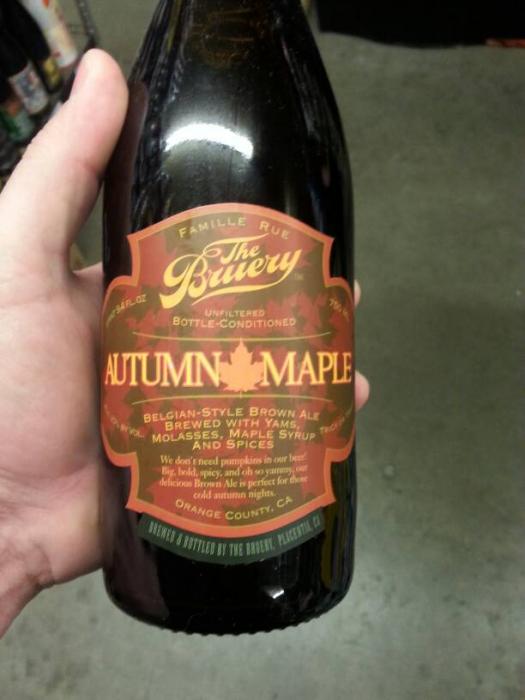 FAMILLE RUE
The
Bruery
TM
UNFILTERED
BOTTLE-CONDITIONED
AUTUMN MAPLE
BELGIAN-STYLE BROWN ALE
BREWED WITH YAMS,
MOLASSES, MAPLE SYRUP
AND SPICES
We don't need pumpkins in our beer!
Big, bold, spicy, and oh so yummy, our
delicious Brown Ale is perfect for those
cold autumn nights.
ORANGE COUNTY, CA
BREWED & BOTTLED BY THE BRUERY, PLACENTIA, CA